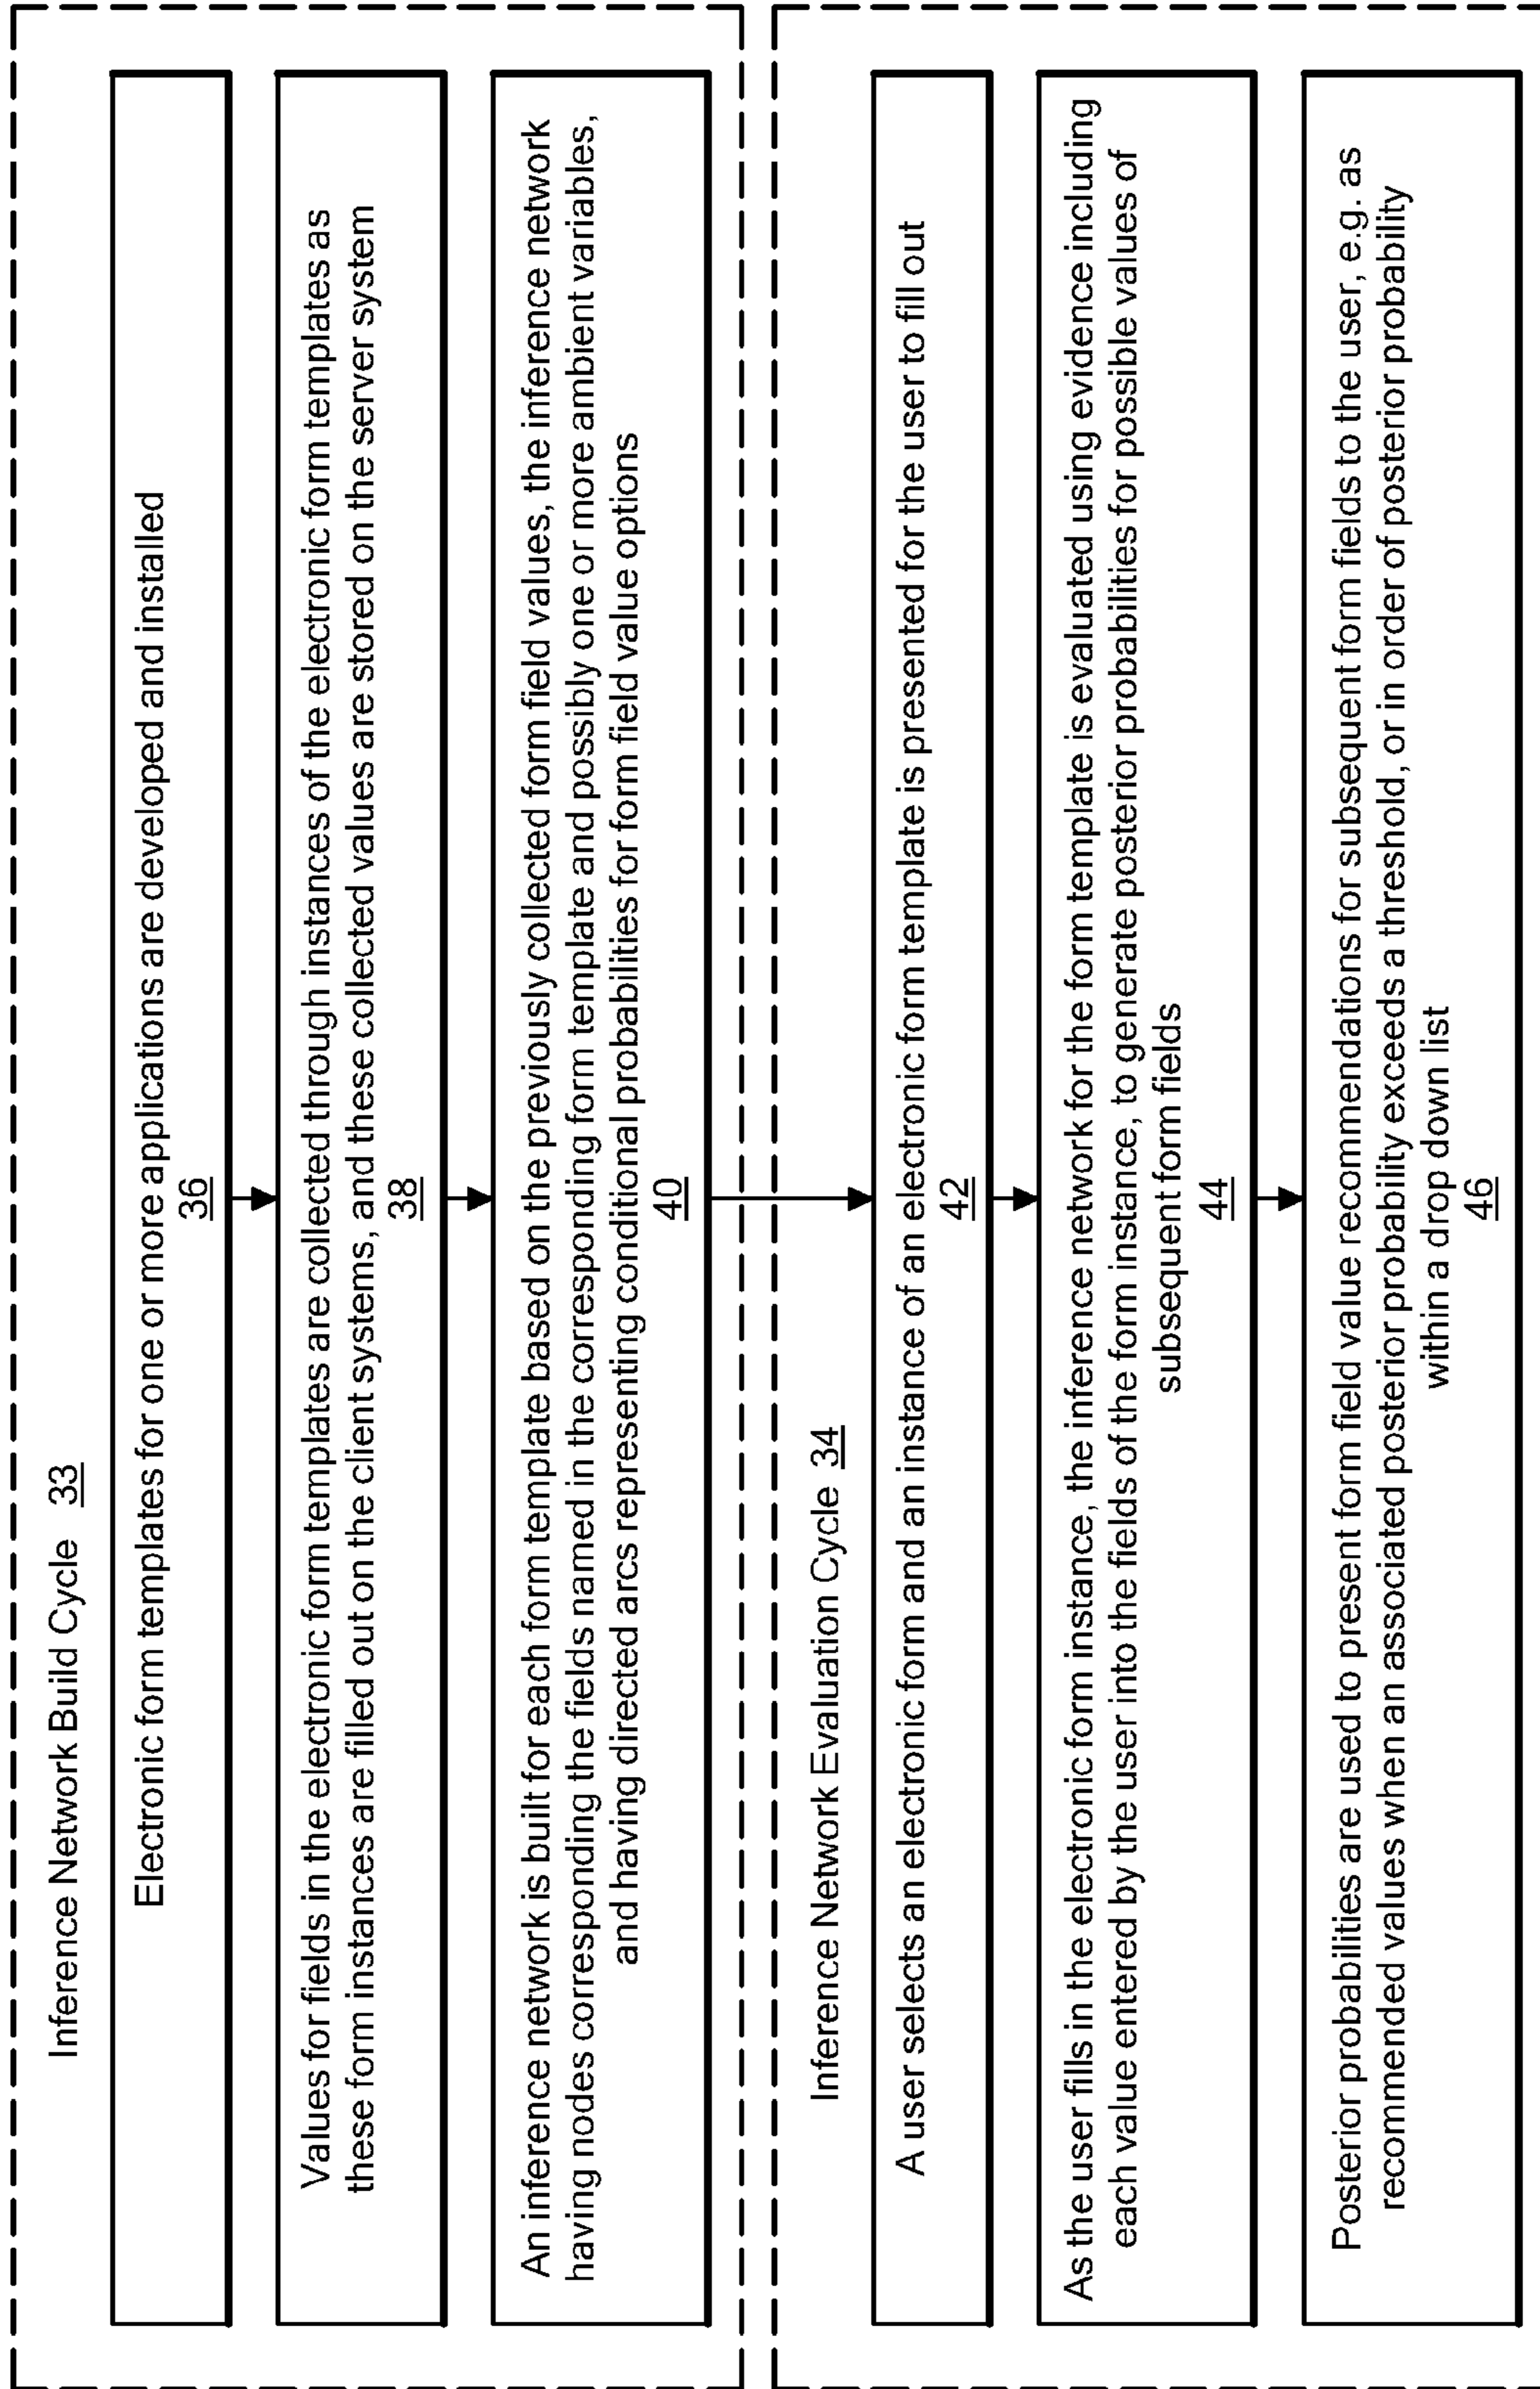 Inference Network Build Cycle 33
Electronic form templates for one or more applications are developed and installed
36
Values for fields in the electronic form templates are collected through instances of the electronic form templates as
these form instances are filled out on the client systems, and these collected values are stored on the server system
38
An inference network is built for each form template based on the previously collected form field values, the inference network
having nodes corresponding the fields named in the corresponding form template and possibly one or more ambient variables,
and having directed arcs representing conditional probabilities for form field value options
40
Inference Network Evaluation Cycle 34
A user selects an electronic form and an instance of an electronic form template is presented for the user to fill out
42
As the user fills in the electronic form instance, the inference network for the form template is evaluated using evidence including
each value entered by the user into the fields of the form instance, to generate posterior probabilities for possible values of
subsequent form fields
44
Posterior probabilities are used to present form field value recommendations for subsequent form fields to the user, e.g. as
recommended values when an associated posterior probability exceeds a threshold, or in order of posterior probability
within a drop down list
46